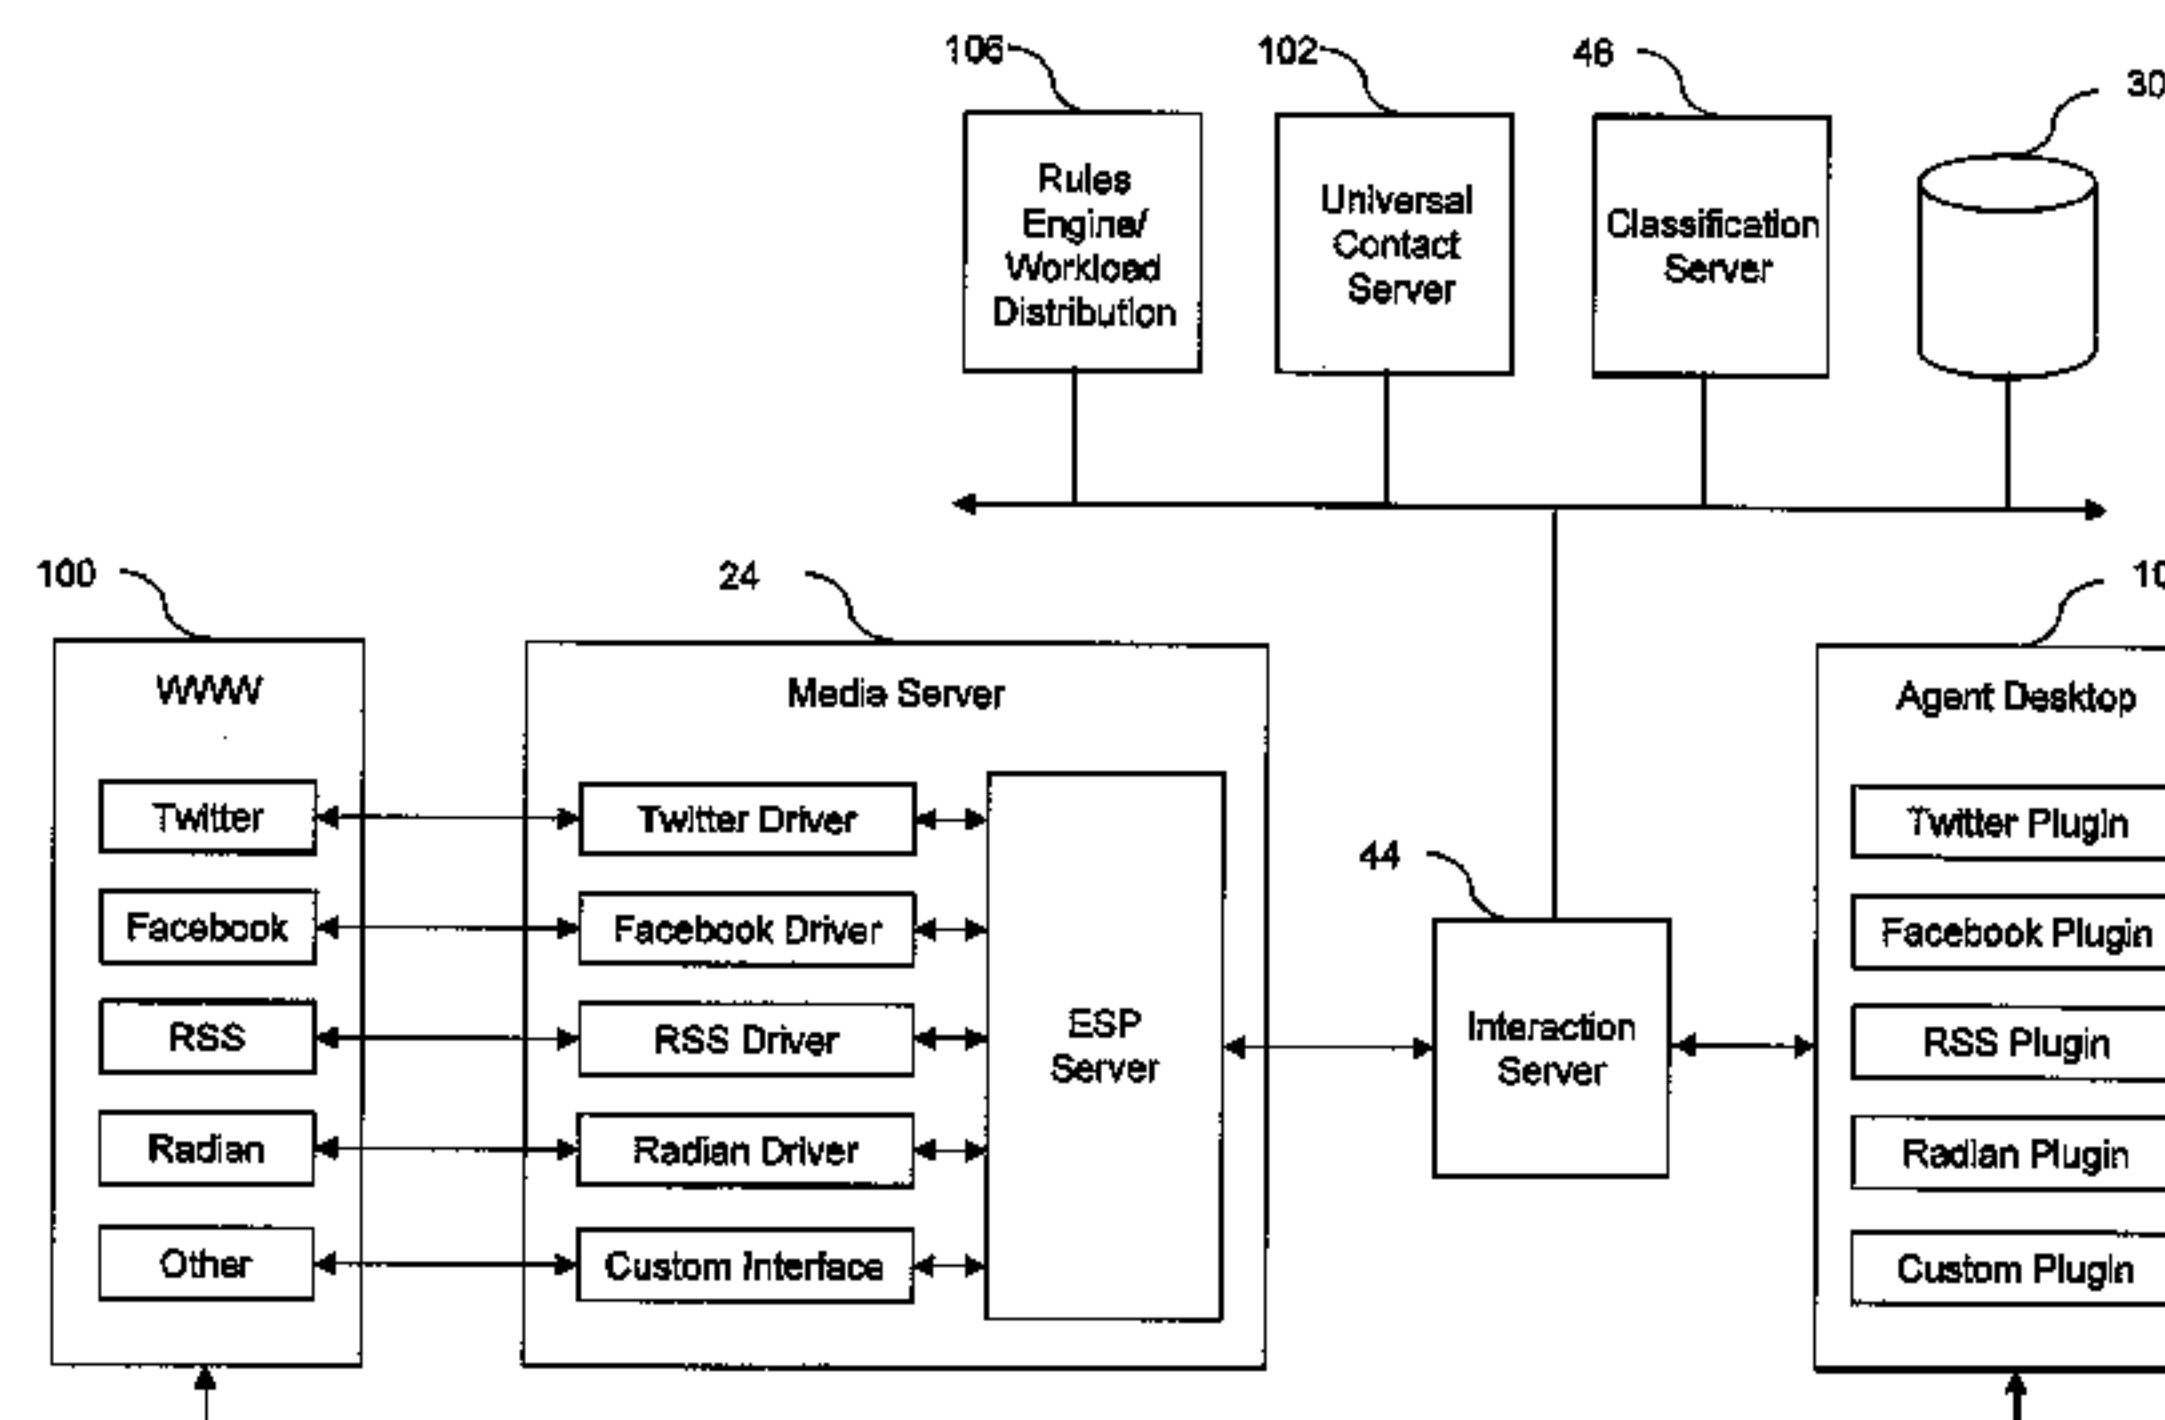 106
102
46
30
Rules
Engine/
Workload
Distribution
Universal
Contact
Server
Classification
Server
100
24
10
WWW
Media Server
Agent Desktop
Twitter
Twitter Driver
Twitter Plugin
44
Facebook
Facebook Driver
Facebook Plugin
RSS
RSS Driver
ESP
Server
Interaction
Server
RSS Plugin
Radian
Radian Driver
Radian Plugin
Other
Custom Interface
Custom Plugin